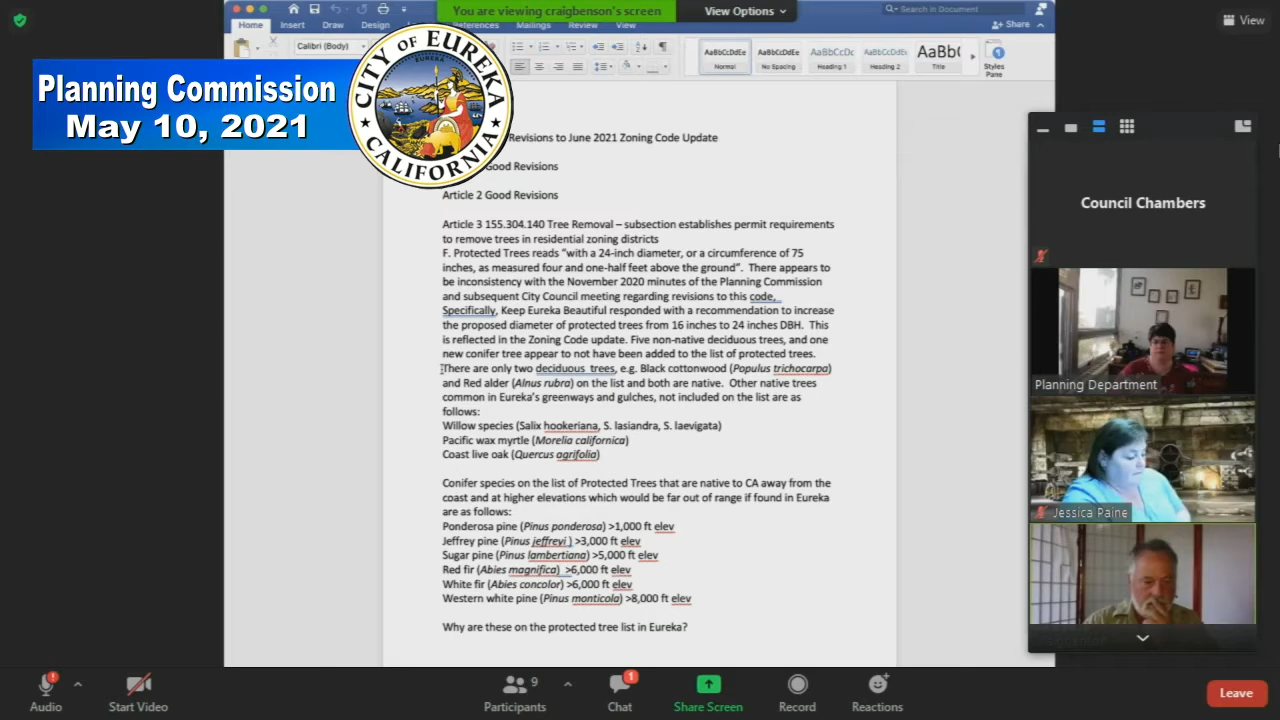 You are viewing craigbenson's screen
View Options
Search in Document
View
Home
Insert
Draw
Design
References
Mailings
Review
View
Share
Calibri (Body)
AaBbCcDdEe
AaBbCcDdEe
AaBbCcDc
AaBbCcDdEe
AaBb(
Normal
No Spacing
Heading 1
Heading 2
Title
Styles
Pane
Planning Commission
May 10, 2021
CITY OF EUREKA
EUREKA
CALIFORNIA
Revisions to June 2021 Zoning Code Update
Good Revisions
Article 2 Good Revisions
Article 3 155.304.140 Tree Removal – subsection establishes permit requirements
to remove trees in residential zoning districts
F. Protected Trees reads "with a 24-inch diameter, or a circumference of 75
inches, as measured four and one-half feet above the ground". There appears to
be inconsistency with the November 2020 minutes of the Planning Commission
and subsequent City Council meeting regarding revisions to this code,
Specifically, Keep Eureka Beautiful responded with a recommendation to increase
the proposed diameter of protected trees from 16 inches to 24 inches DBH. This
is reflected in the Zoning Code update. Five non-native deciduous trees, and one
new conifer tree appear to not have been added to the list of protected trees.
There are only two deciduous trees, e.g. Black cottonwood (Populus trichocarpa)
and Red alder (Alnus rubra) on the list and both are native. Other native trees
common in Eureka's greenways and gulches, not included on the list are as
follows:
Willow species (Salix hookeriana, S. lasiandra, S. laevigata)
Pacific wax myrtle (Morelia californica)
Coast live oak (Quercus agrifolia)
Conifer species on the list of Protected Trees that are native to CA away from the
coast and at higher elevations which would be far out of range if found in Eureka
are as follows:
Ponderosa pine (Pinus ponderosa) >1,000 ft elev
Jeffrey pine (Pinus jeffrevi ) >3,000 ft elev
Sugar pine (Pinus lambertiana) >5,000 ft elev
Red fir (Abies magnifica) >6,000 ft elev
White fir (Abies concolor) >6,000 ft elev
Western white pine (Pinus monticola) >8,000 ft elev
Why are these on the protected tree list in Eureka?
Council Chambers
Planning Department
Jessica Paine
Audio
Start Video
9
Participants
1
Chat
Share Screen
Record
Reactions
Leave